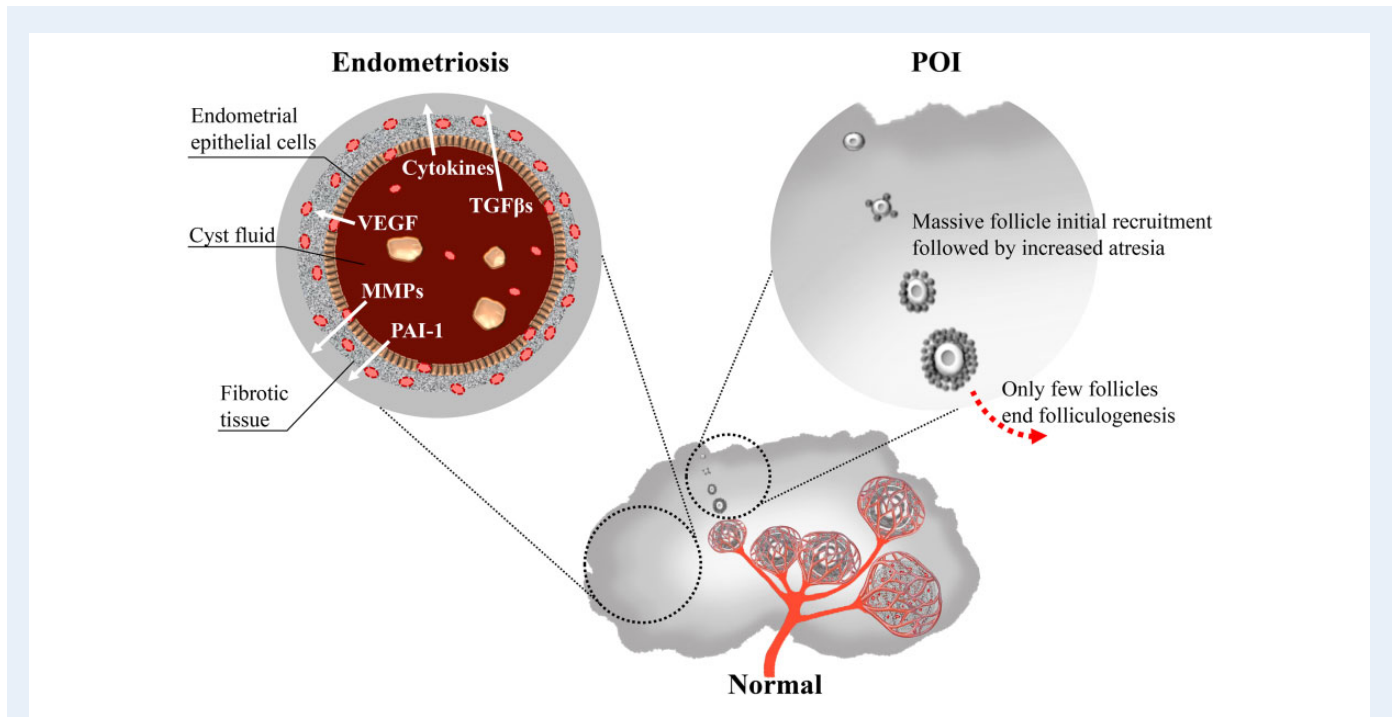 Endometriosis
POI
Endometrial
epithelial cells
Cytokines
TGFβs
VEGF
Cyst fluid
MMPs
PAI-1
Fibrotic
tissue
Massive follicle initial recruitment
followed by increased atresia
Only few follicles
end folliculogenesis
Normal